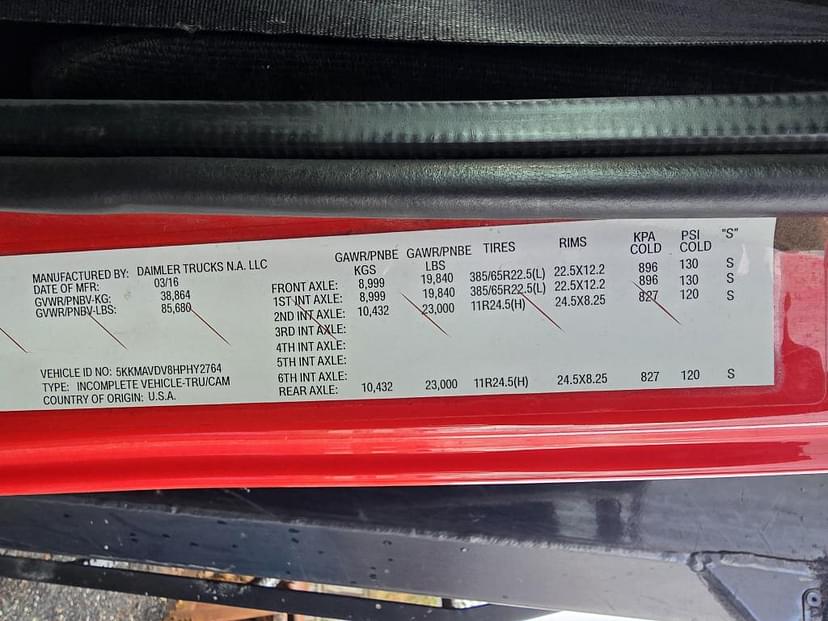 MANUFACTURED BY: DAIMLER TRUCKS N.A. LLC
DATE OF MFR: 03/16
GVWR/PNBV-KG: 38,864
GVWR/PNBV-LBS: 85,680
VEHICLE ID NO: 5KKMAVDV8HPHY2764
TYPE: INCOMPLETE VEHICLE-TRU/CAM
COUNTRY OF ORIGIN: U.S.A.
GAWR/PNBE GAWR/PNBE TIRES RIMS KPA PSI "S"
KGS LBS COLD COLD
FRONT AXLE: 8,999 19,840 385/65R22.5(L) 22.5X12.2 896 130 S
1ST INT AXLE: 8,999 19,840 385/65R22.5(L) 22.5X12.2 896 130 S
2ND INT AXLE: 10,432 23,000 11R24.5(H) 24.5X8.25 827 120 S
3RD INT AXLE:
4TH INT AXLE:
5TH INT AXLE:
6TH INT AXLE:
REAR AXLE: 10,432 23,000 11R24.5(H) 24.5X8.25 827 120 S